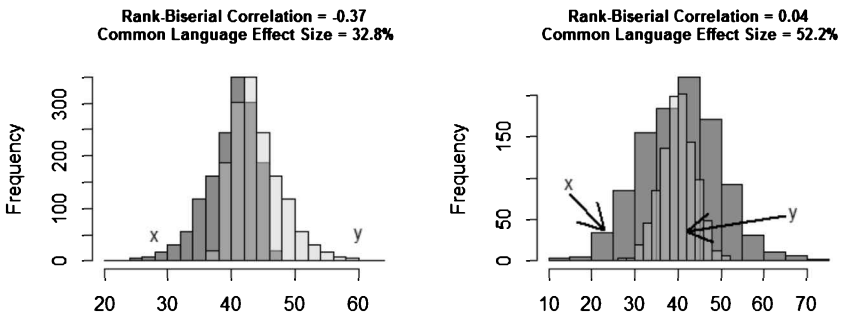 Rank-Biserial Correlation = -0.37
Common Language Effect Size = 32.8%
Frequency
0 100 200 300
x
y
20 30 40 50 60
Rank-Biserial Correlation = 0.04
Common Language Effect Size = 52.2%
Frequency
0 50 150
x
y
10 20 30 40 50 60 70